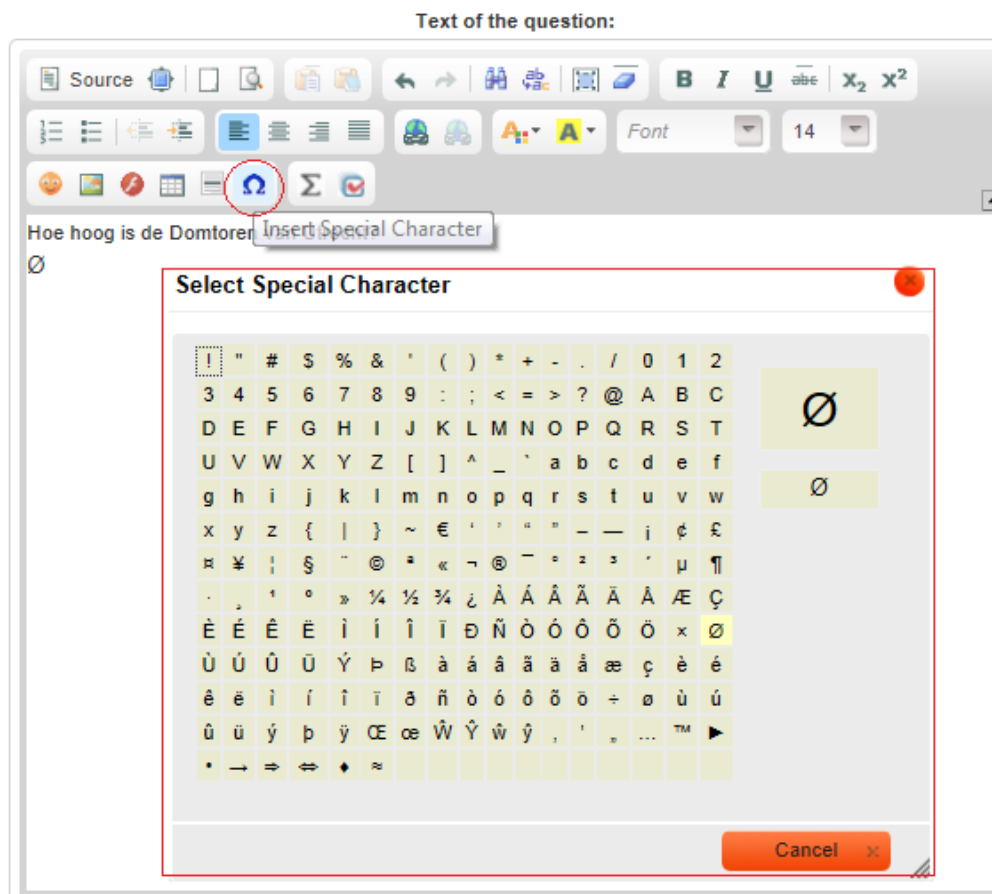 Text of the question:
Source B I U abc X₂ X²
A A Font 14
Ω Σ
Insert Special Character
Hoe hoog is de Domtoren van Utrecht?
Ø
Select Special Character
! " # $ % & ' ( ) * + - . / 0 1 2
3 4 5 6 7 8 9 : ; < = > ? @ A B C
Ø
D E F G H I J K L M N O P Q R S T
U V W X Y Z [ ] ^ _ ` a b c d e f
g h i j k l m n o p q r s t u v w
Ø
x y z { | } ~ € ‘ ’ “ ” – — ¡ ¢ £
¤ ¥ ¦ § ¨ © ª « ¬ ® ¯ ° ² ³ ´ µ ¶
· ¸ ¹ º » ¼ ½ ¾ ¿ À Á Â Ã Ä Å Æ Ç
È É Ê Ë Ì Í Î Ï Ð Ñ Ò Ó Ô Õ Ö × Ø
Ù Ú Û Ü Ý Þ ß à á â ã ä å æ ç è é
ê ë ì í î ï ð ñ ò ó ô õ ö ÷ ø ù ú
û ü ý þ ÿ Œ œ Ŵ Ŷ ŵ ŷ ‚ ‛ „ … ™ ►
• → ⇒ ⇔ ♦ ≈
Cancel